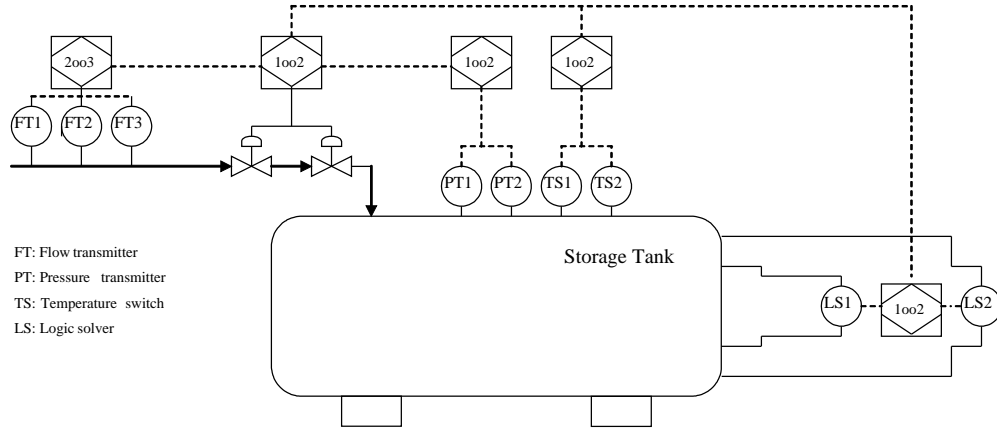 2oo3
1oo2
1oo2
1oo2
FT1
FT2
FT3
PT1
PT2
TS1
TS2
Storage Tank
FT: Flow transmitter
PT: Pressure transmitter
TS: Temperature switch
LS: Logic solver
LS1
1oo2
LS2